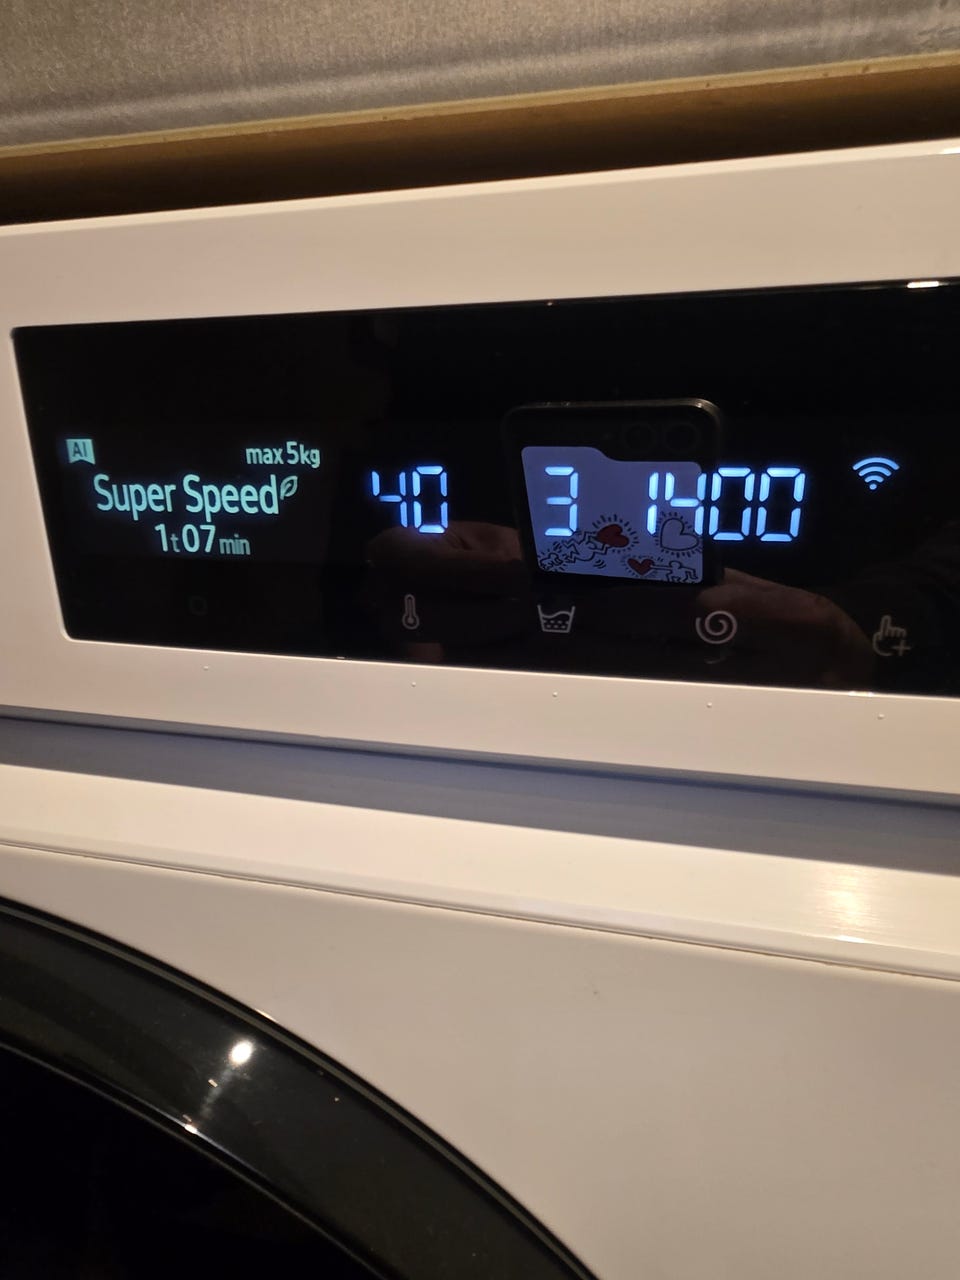 AI
max 5kg
Super Speed
1t 07 min
40
3
1400